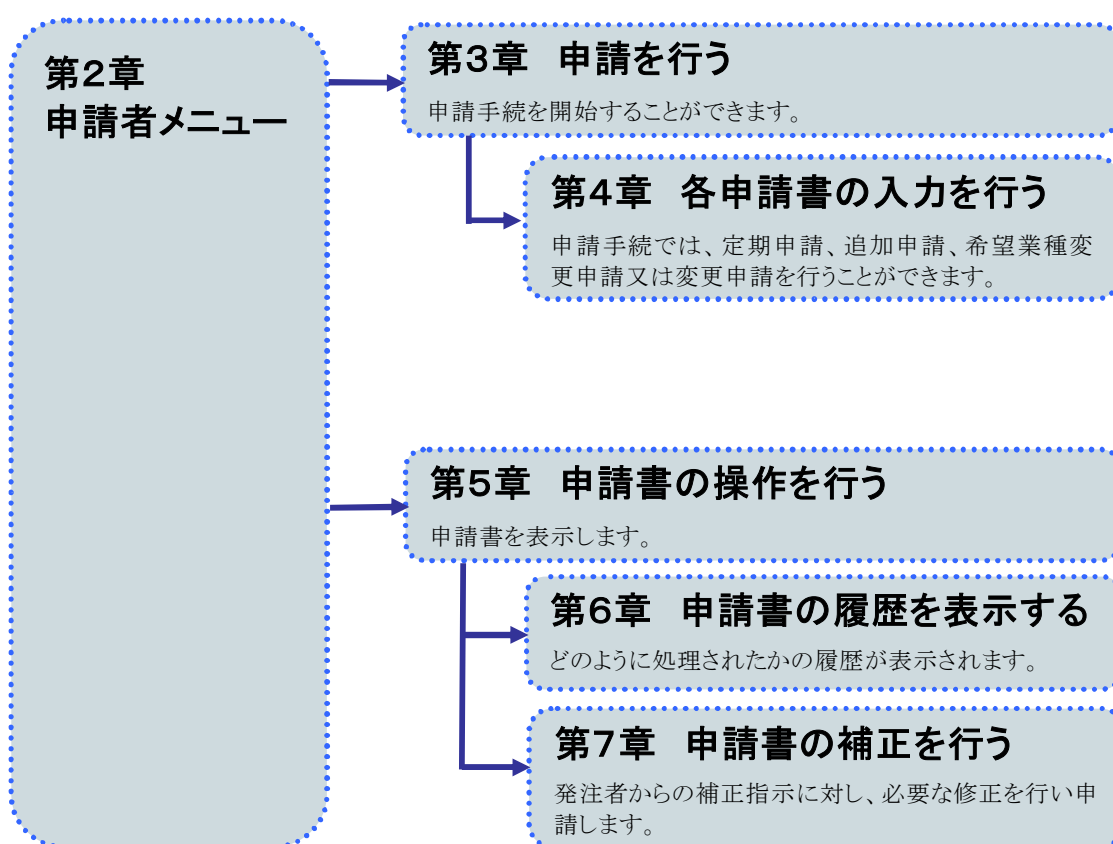 第2章
申請者メニュー
第3章　申請を行う
申請手続を開始することができます。
第4章　各申請書の入力を行う
申請手続では、定期申請、追加申請、希望業種変
更申請又は変更申請を行うことができます。
第5章　申請書の操作を行う
申請書を表示します。
第6章　申請書の履歴を表示する
どのように処理されたかの履歴が表示されます。
第7章　申請書の補正を行う
発注者からの補正指示に対し、必要な修正を行い申
請します。